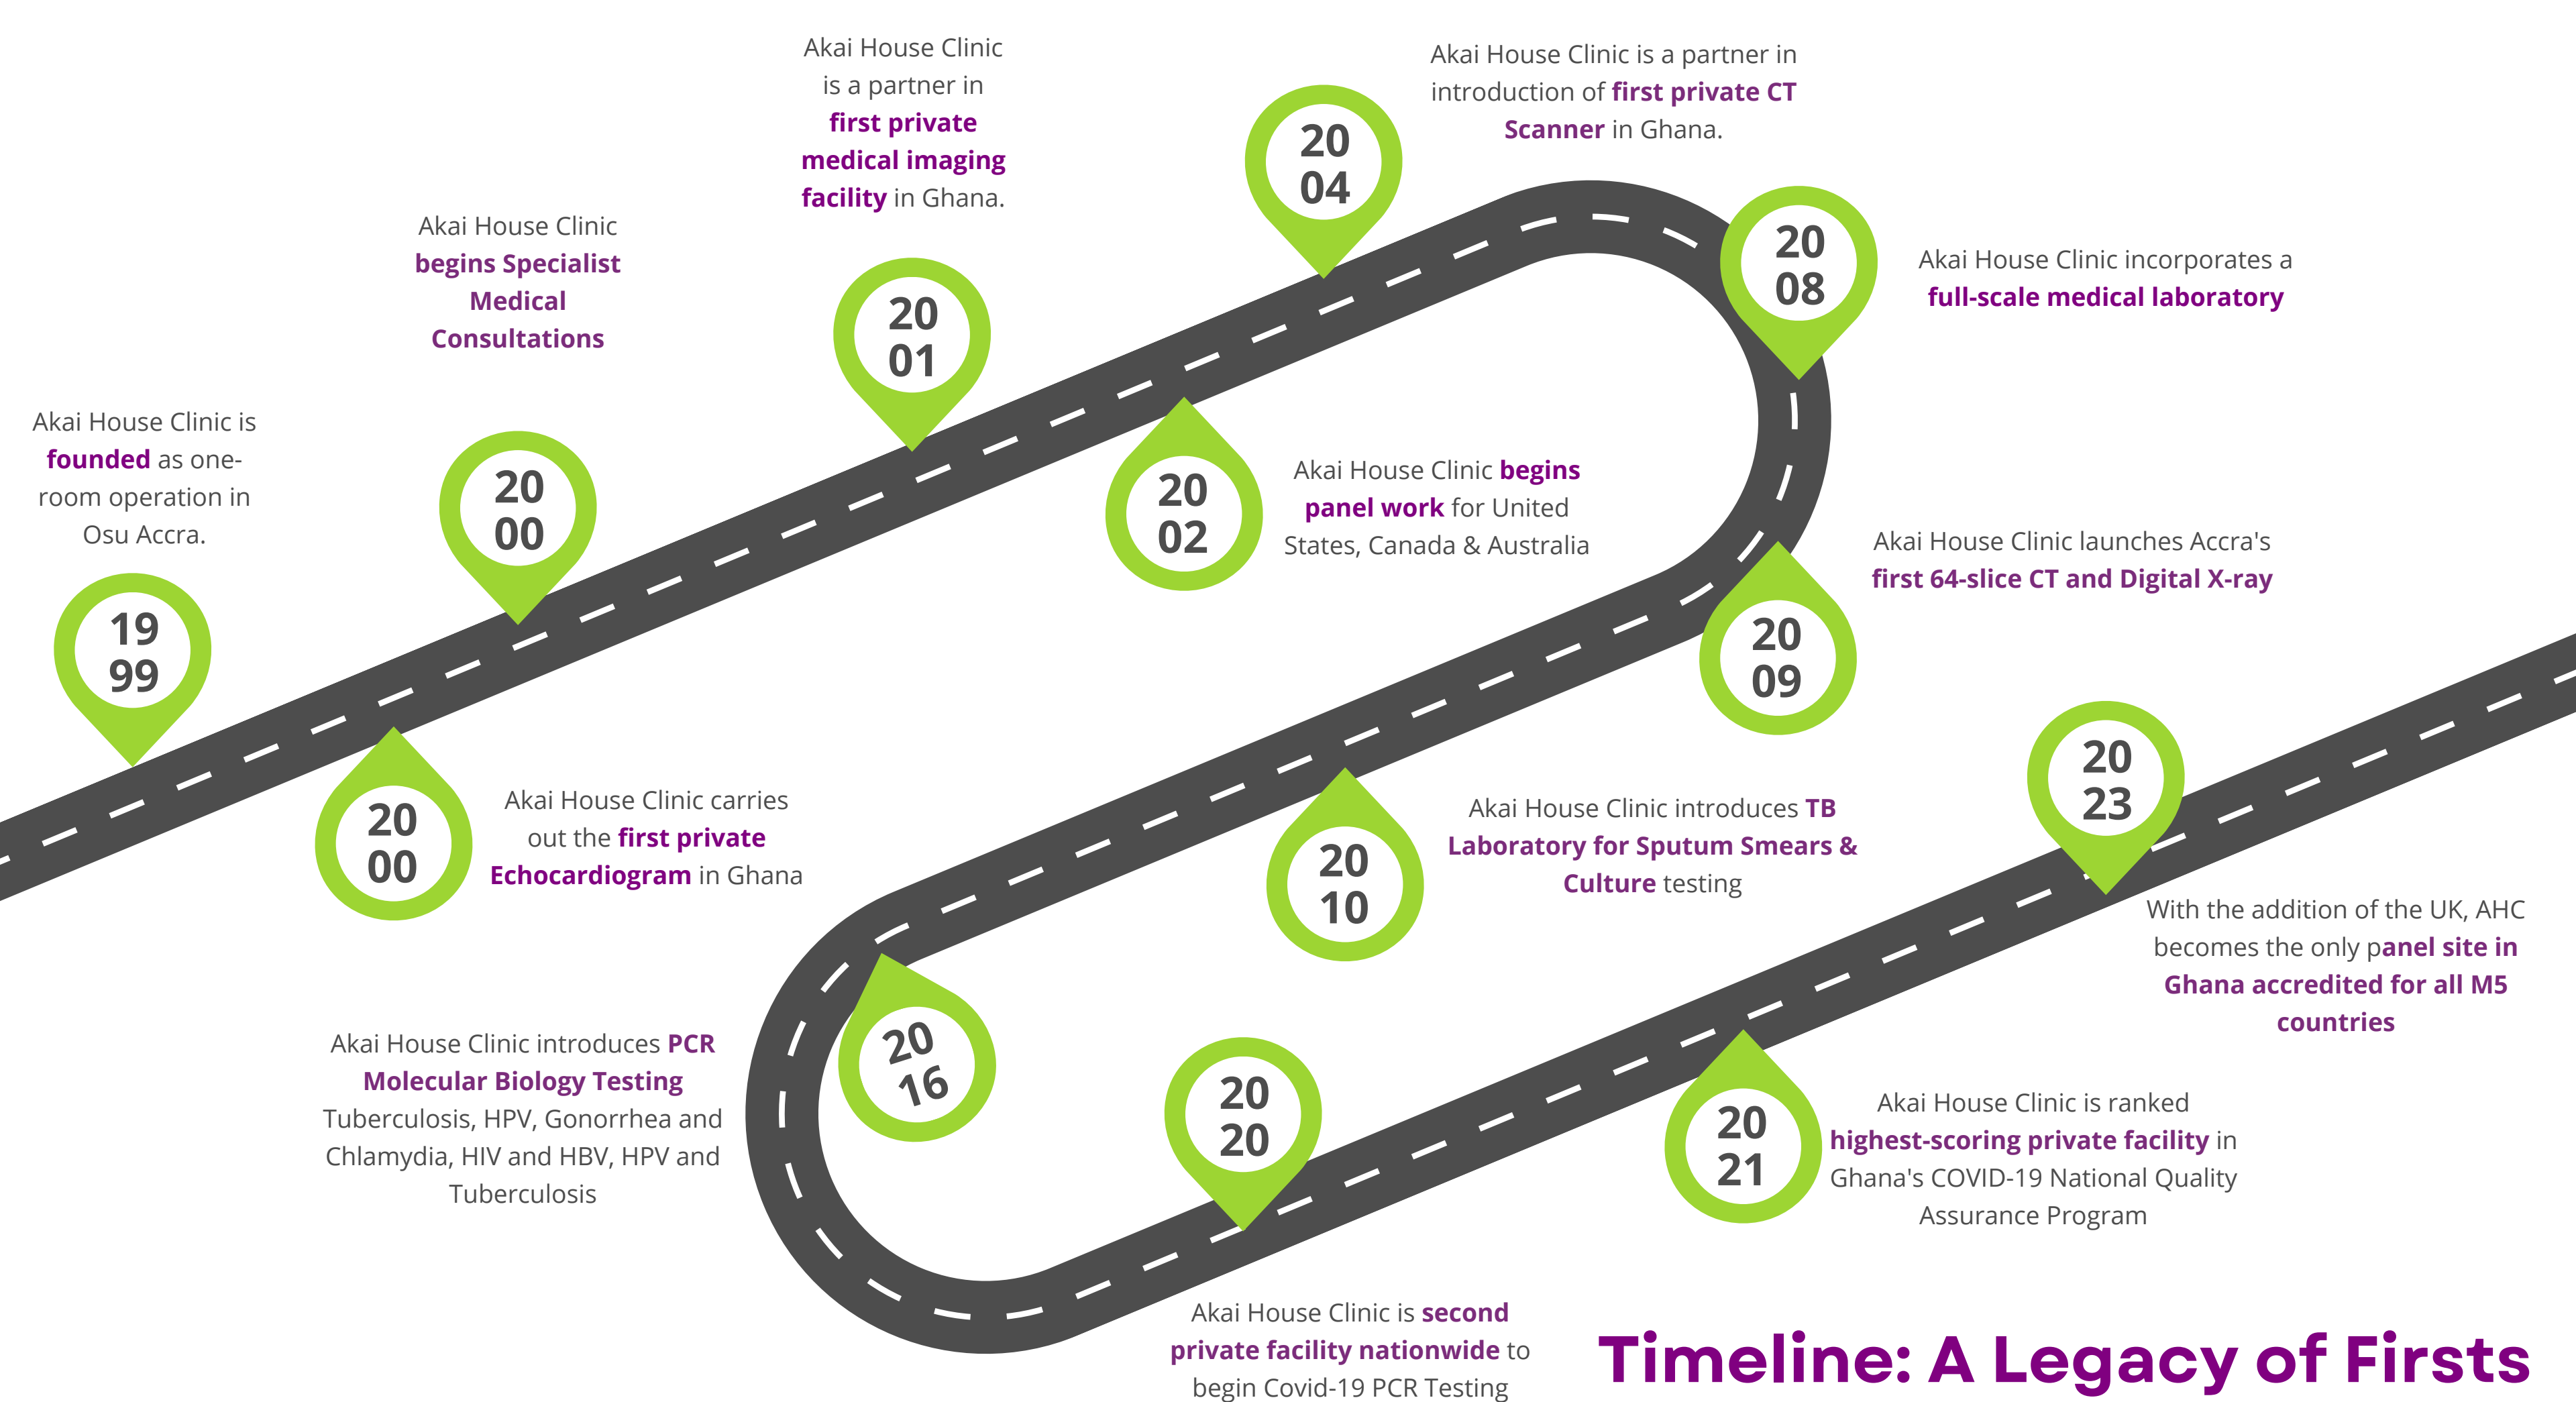 Akai House Clinic is
founded as one-
room operation in
Osu Accra.
19
99
Akai House Clinic
begins Specialist
Medical
Consultations
20
00
20
00
Akai House Clinic carries
out the first private
Echocardiogram in Ghana
Akai House Clinic
is a partner in
first private
medical imaging
facility in Ghana.
20
01
20
02
Akai House Clinic begins
panel work for United
States, Canada & Australia
20
04
Akai House Clinic is a partner in
introduction of first private CT
Scanner in Ghana.
20
08
Akai House Clinic incorporates a
full-scale medical laboratory
20
09
Akai House Clinic launches Accra's
first 64-slice CT and Digital X-ray
20
10
Akai House Clinic introduces TB
Laboratory for Sputum Smears &
Culture testing
20
16
Akai House Clinic introduces PCR
Molecular Biology Testing
Tuberculosis, HPV, Gonorrhea and
Chlamydia, HIV and HBV, HPV and
Tuberculosis
20
20
Akai House Clinic is second
private facility nationwide to
begin Covid-19 PCR Testing
20
21
Akai House Clinic is ranked
highest-scoring private facility in
Ghana's COVID-19 National Quality
Assurance Program
20
23
With the addition of the UK, AHC
becomes the only panel site in
Ghana accredited for all M5
countries
Timeline: A Legacy of Firsts